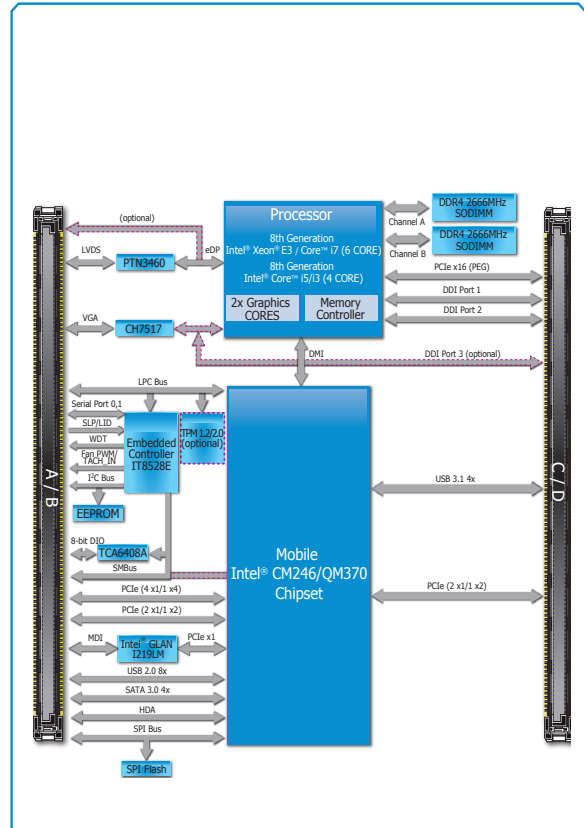 (optional)
Processor
8th Generation
Intel® Xeon® E3 / Core™ i7 (6 CORE)
8th Generation
Intel® Core™ i5/i3 (4 CORE)
2x Graphics
CORES
Memory
Controller
DDR4 2666MHz
SODIMM
Channel A
DDR4 2666MHz
SODIMM
Channel B
LVDS
PTN3460
eDP
PCIe x16 (PEG)
DDI Port 1
DDI Port 2
VGA
CH7517
DMI
DDI Port 3 (optional)
LPC Bus
Serial Port 0,1
SLP/LID
WDT
Fan PWM/
TACH_IN
I²C Bus
Embedded
Controller
IT8528E
TPM 1.2/2.0
(optional)
EEPROM
A / B
C / D
USB 3.1 4x
8-bit DIO
TCA6408A
SMBus
Mobile
Intel® CM246/QM370
Chipset
PCIe (4 x1/1 x4)
PCIe (2 x1/1 x2)
PCIe (2 x1/1 x2)
MDI
Intel® GLAN
I219LM
PCIe x1
USB 2.0 8x
SATA 3.0 4x
HDA
SPI Bus
SPI Flash